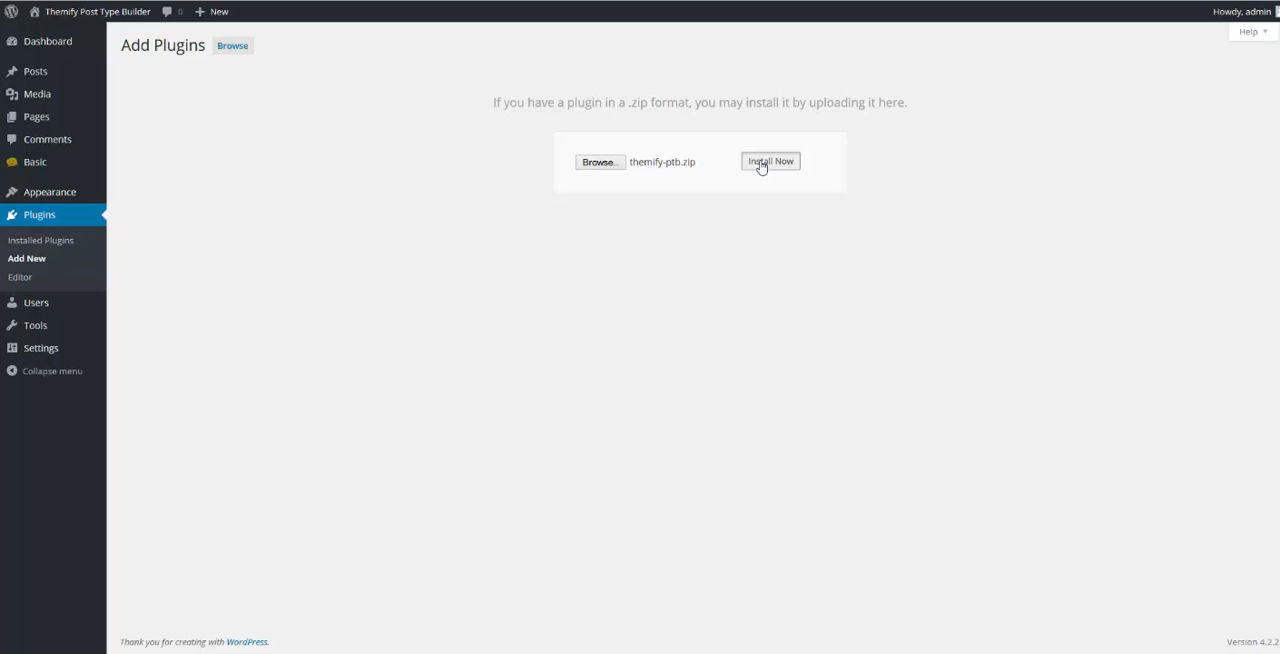 Themify Post Type Builder 0 + New Howdy, admin
Help
Dashboard
Posts
Media
Pages
Comments
Basic
Appearance
Plugins
Installed Plugins
Add New
Editor
Users
Tools
Settings
Collapse menu
Add Plugins Browse
If you have a plugin in a .zip format, you may install it by uploading it here.
Browse... themify-ptb.zip Install Now
Thank you for creating with WordPress. Version 4.2.2